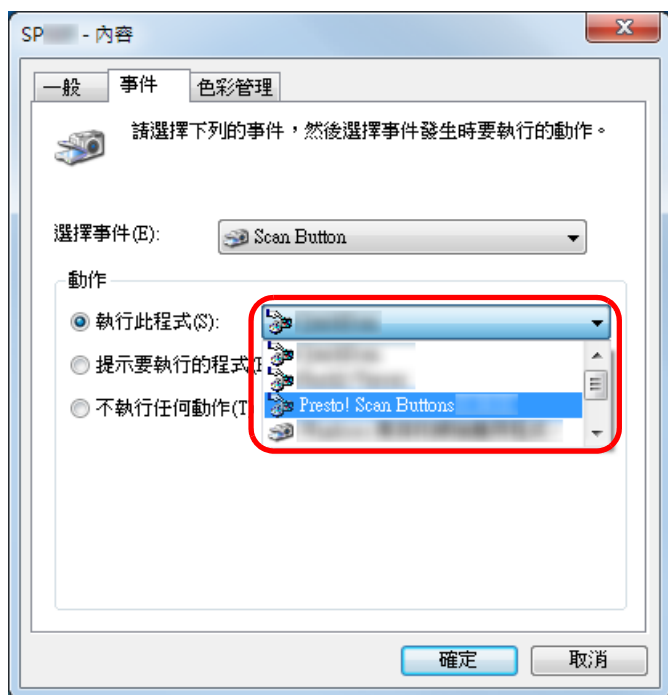 SP - 內容
一般 事件 色彩管理
請選擇下列的事件，然後選擇事件發生時要執行的動作。
選擇事件(E): Scan Button
動作
執行此程式(S):
提示要執行的程式(
Presto! Scan Buttons
不執行任何動作(T
確定 取消